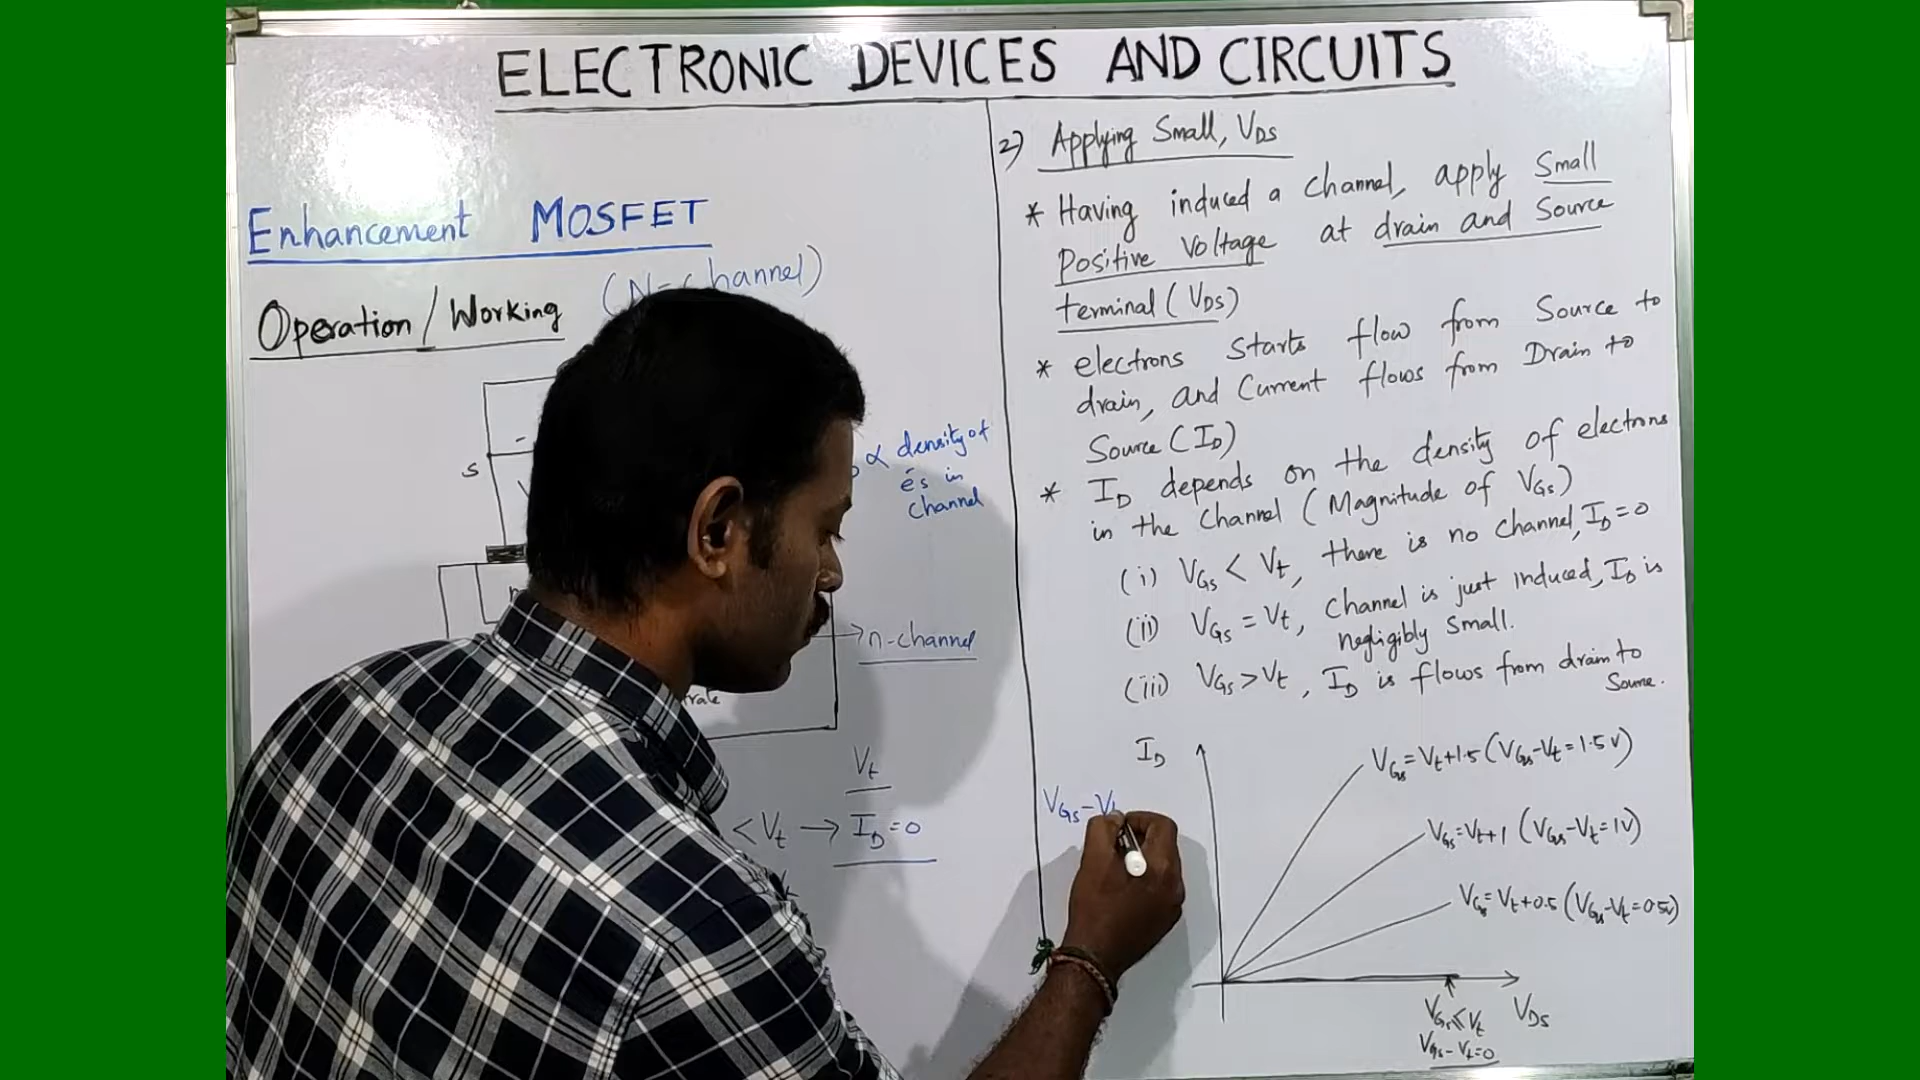 ELECTRONIC DEVICES AND CIRCUITS
Enhancement MOSFET
(N-Channel)
Operation / Working
S
-
∝ density of
és in
channel
n-channel
Vt
< Vt → ID=0
2) Applying Small, VDS
* Having induced a channel, apply Small
Positive Voltage at drain and Source
terminal (VDS)
* electrons Starts flow from Source to
drain, and Current flows from Drain to
Source (ID)
* ID depends on the density of electrons
in the channel (Magnitude of VGS)
(i) VGS < Vt, there is no channel, ID=0
(ii) VGS = Vt, channel is just induced, ID is
negligibly Small.
(iii) VGS > Vt, ID is flows from drain to
Source.
ID
VGS=Vt+1.5 (VGS-Vt=1.5V)
VGS-Vt
VGS=Vt+1 (VGS-Vt=1V)
VGS=Vt+0.5 (VGS-Vt=0.5V)
VGS≤Vt
VDS
VGS-Vt=0